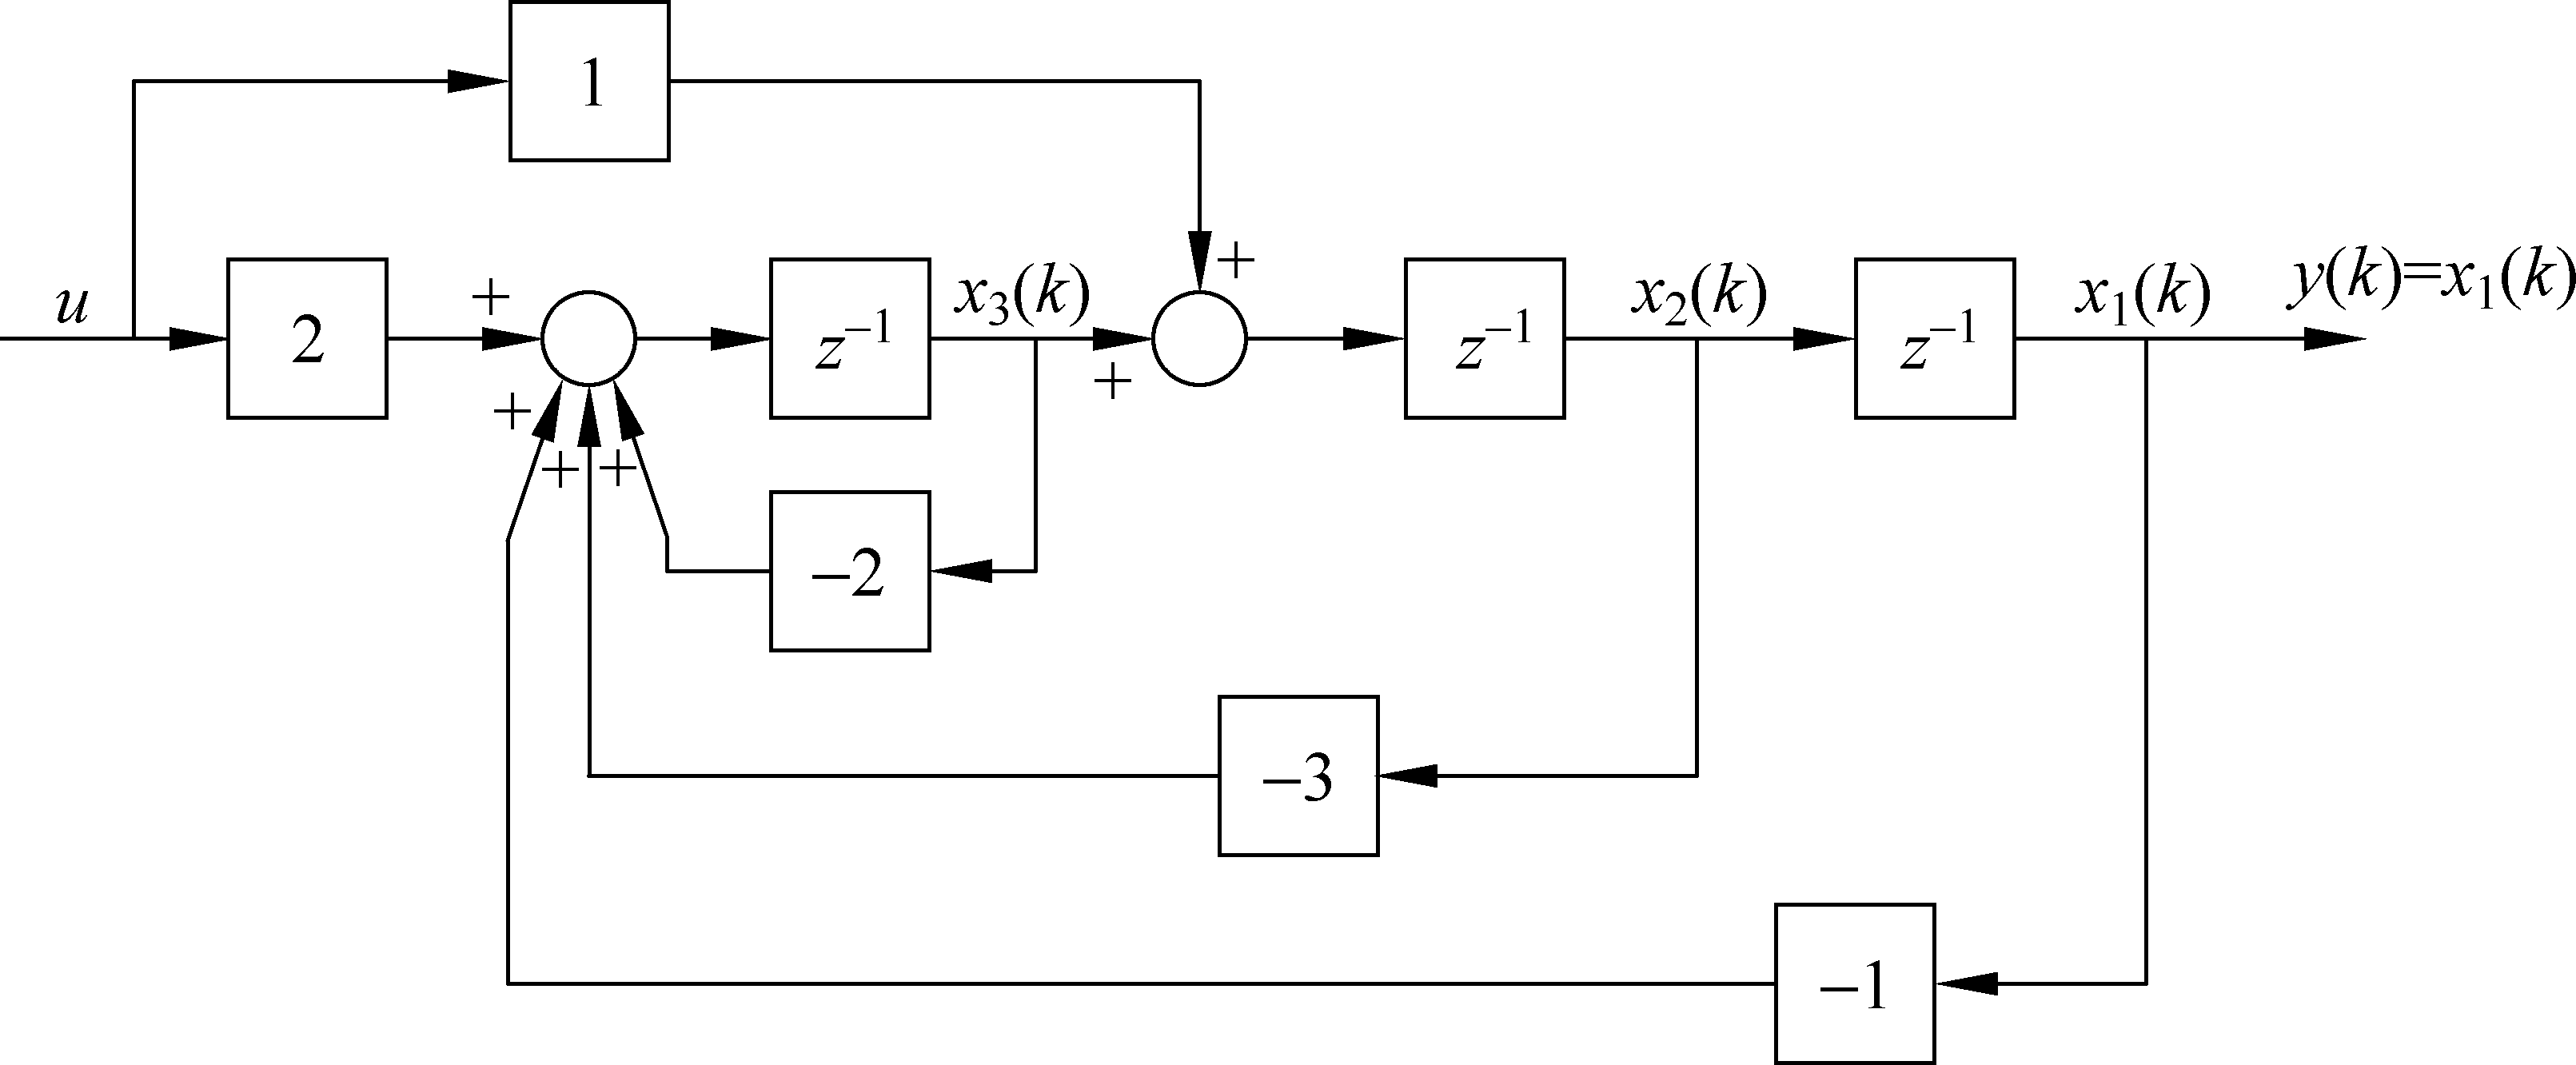 1
u
2
+
z⁻¹
x₃(k)
+
+
z⁻¹
x₂(k)
z⁻¹
x₁(k)
y(k)=x₁(k)
+
+
+
−2
−3
−1